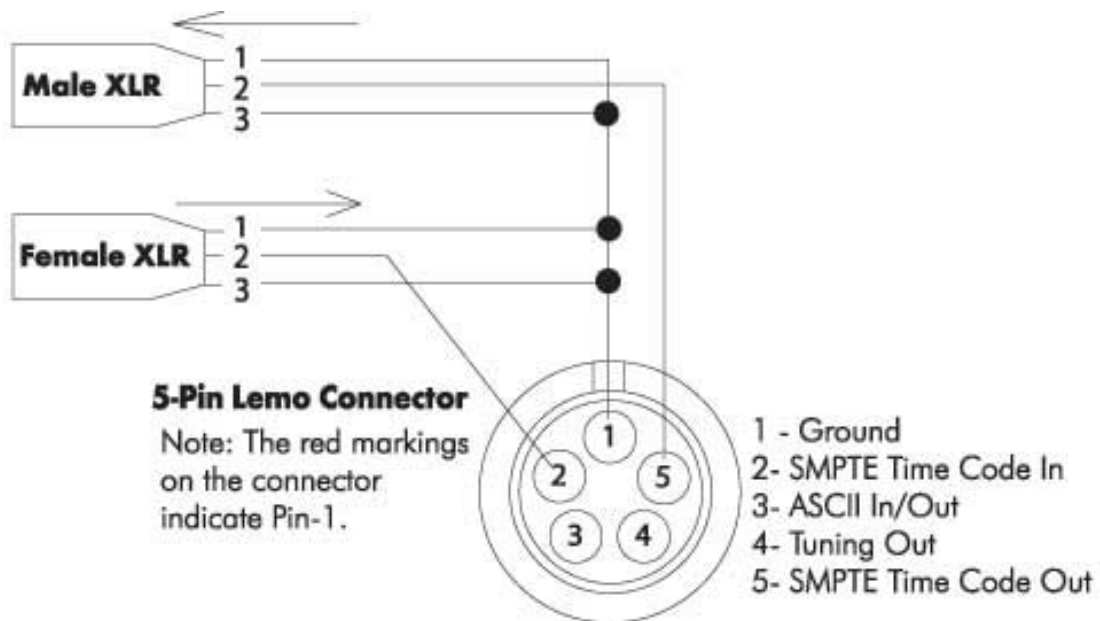 1
Male XLR 2
3
1
Female XLR 2
3
5-Pin Lemo Connector
Note: The red markings
on the connector
indicate Pin-1.
1
2 5
3 4
1 - Ground
2- SMPTE Time Code In
3- ASCII In/Out
4- Tuning Out
5- SMPTE Time Code Out